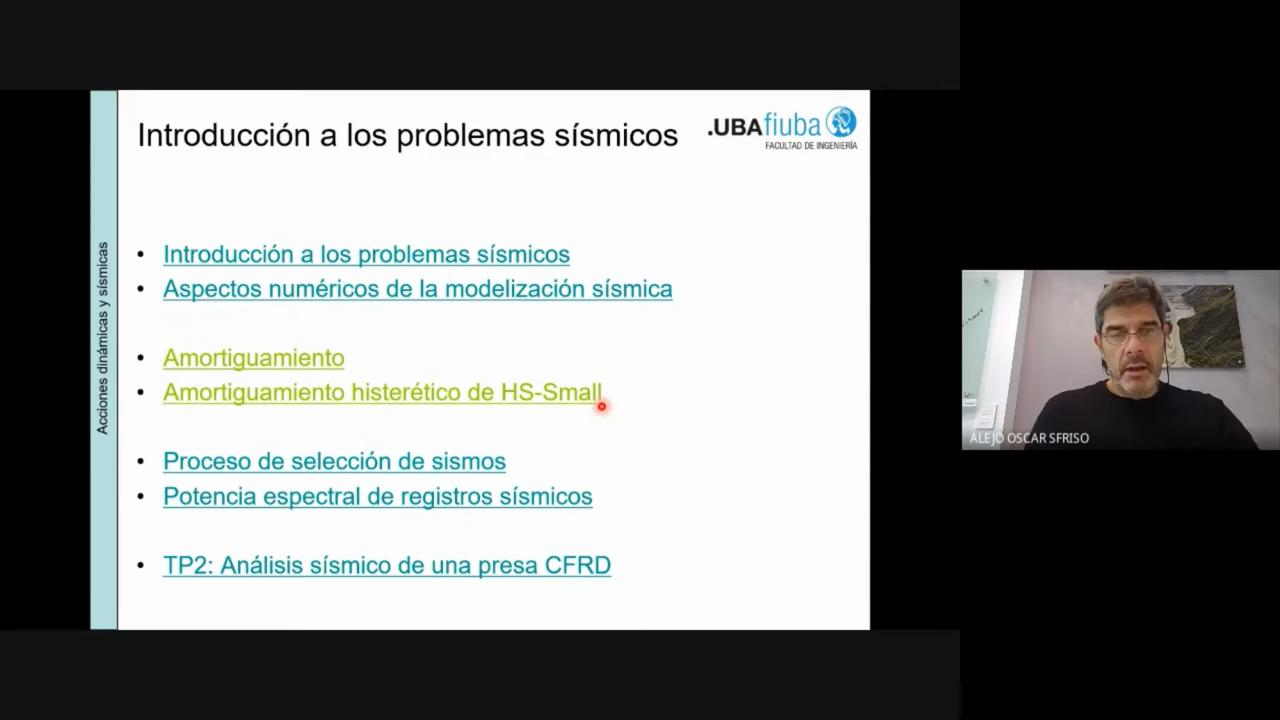 Introducción a los problemas sísmicos
.UBAfiuba
FACULTAD DE INGENIERÍA
Acciones dinámicas y sísmicas
• Introducción a los problemas sísmicos
• Aspectos numéricos de la modelización sísmica
• Amortiguamiento
• Amortiguamiento histerético de HS-Small
• Proceso de selección de sismos
• Potencia espectral de registros sísmicos
• TP2: Análisis sísmico de una presa CFRD
ALEJO OSCAR SFRISO